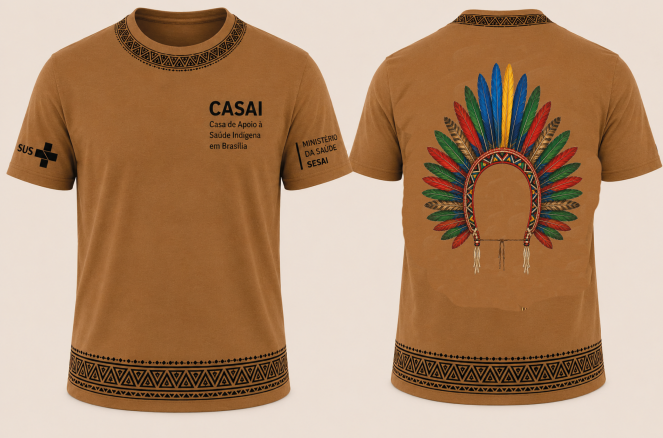 SUS
CASAI
Casa de Apoio à
Saúde Indígena
em Brasília
MINISTÉRIO
DA SAÚDE
SESAI